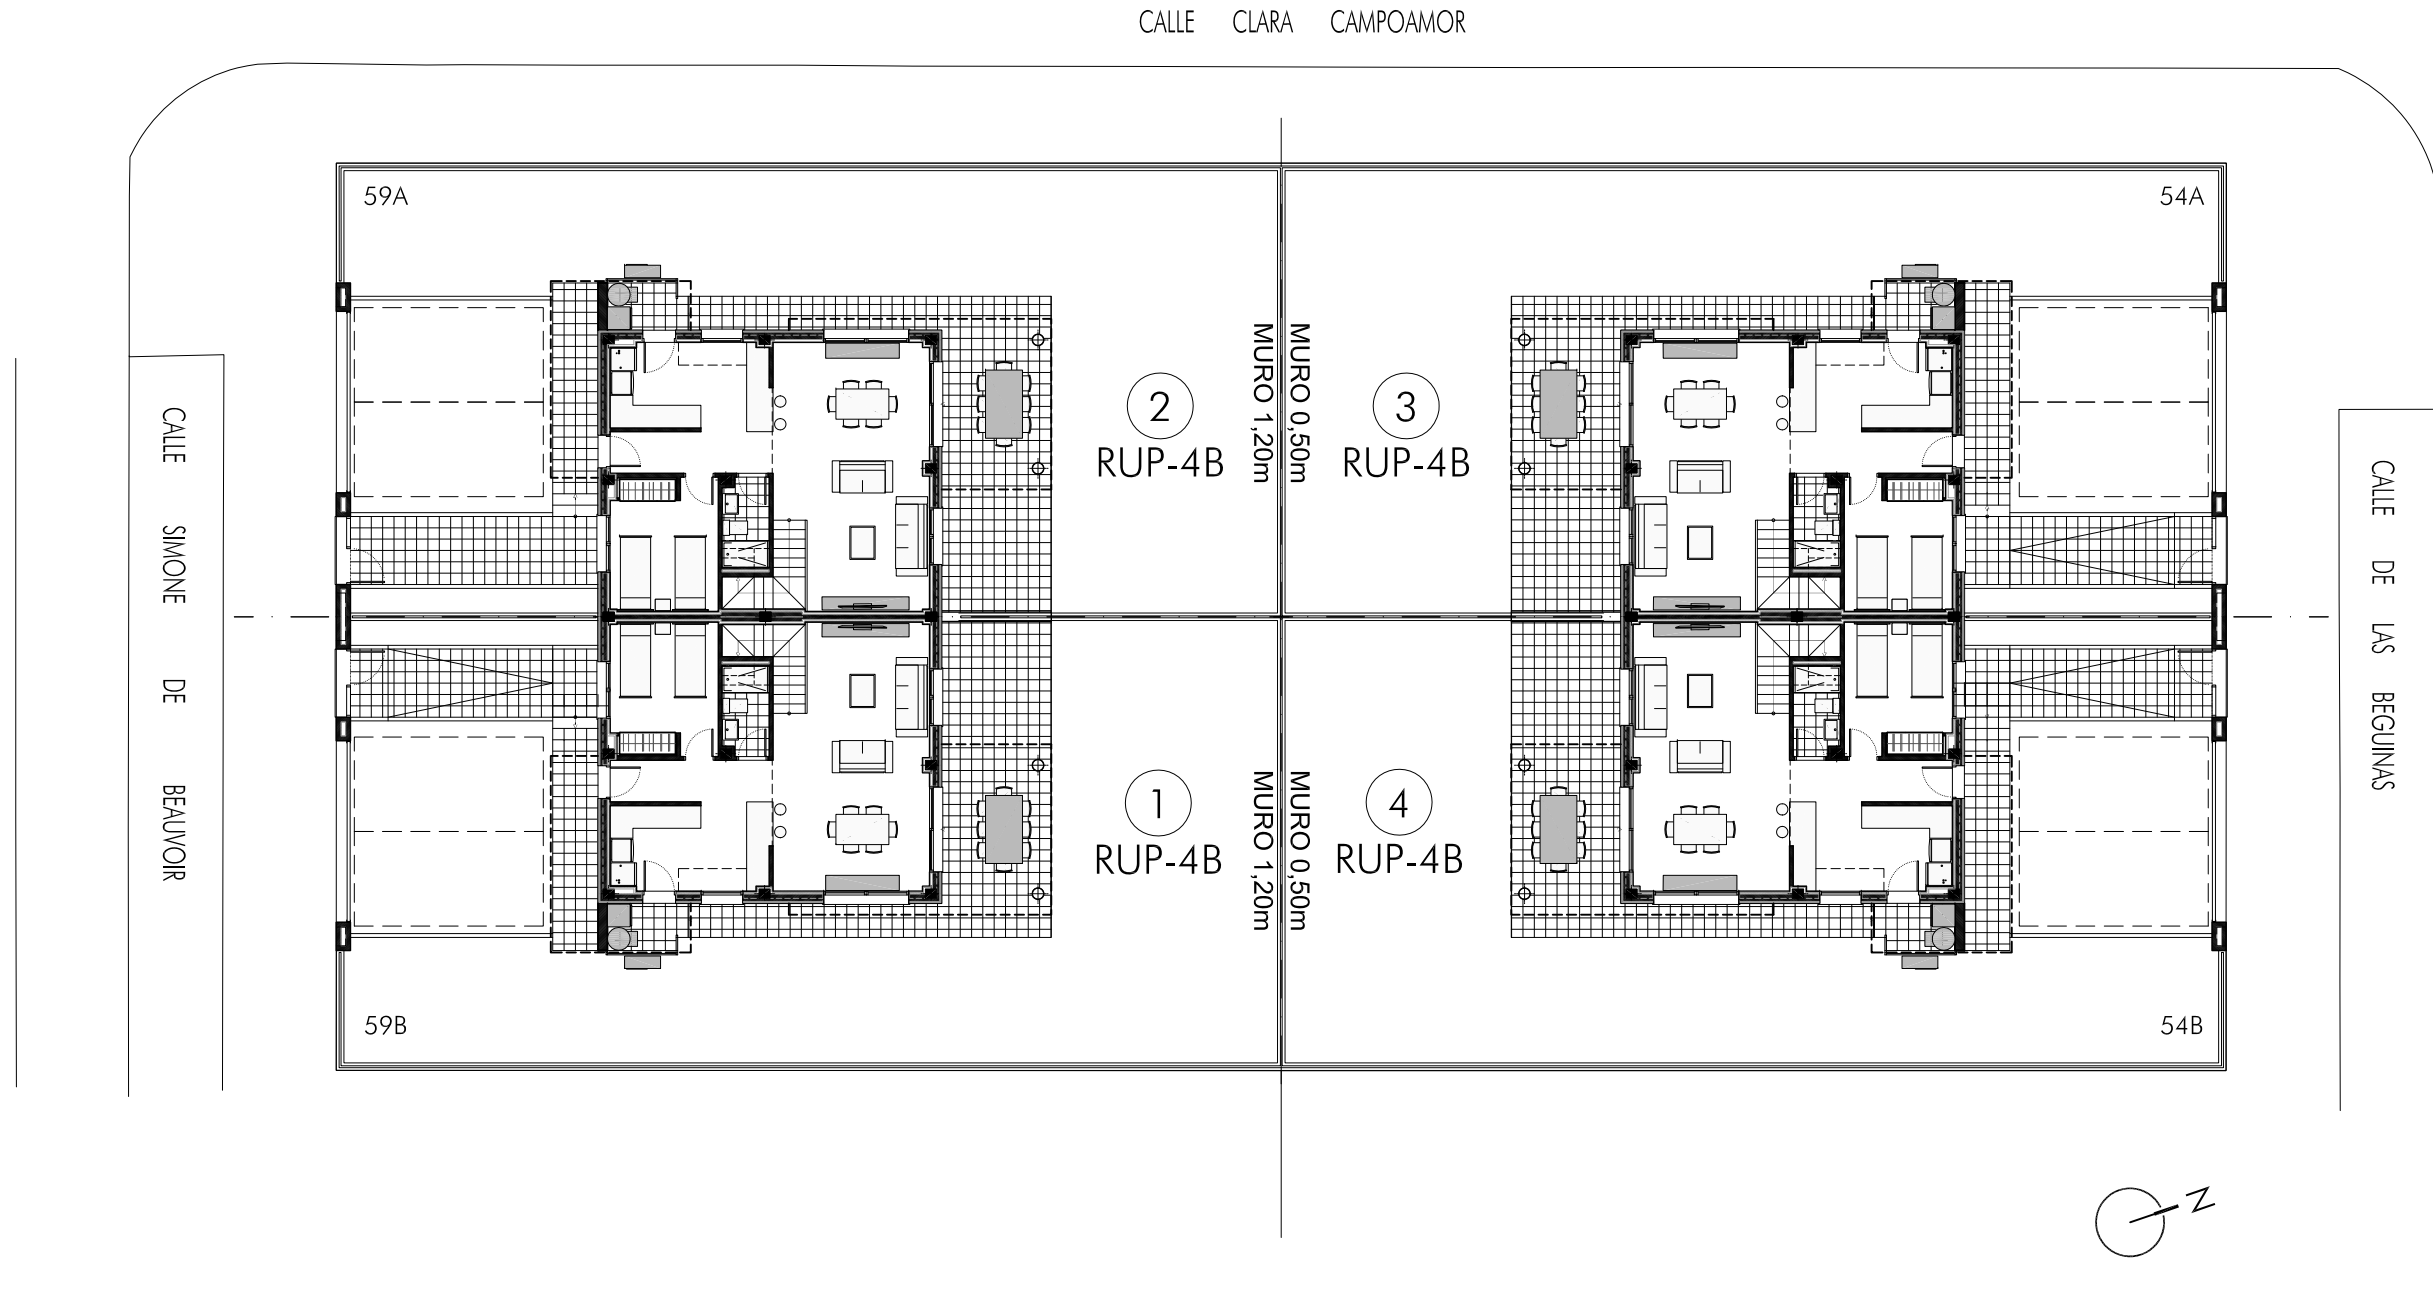 CALLE CLARA CAMPOAMOR
59A
54A
2
RUP-4B
MURO 1,20m
MURO 0,50m
3
RUP-4B
CALLE SIMONE DE BEAUVOIR
CALLE DE LAS BEGUINAS
1
RUP-4B
MURO 1,20m
MURO 0,50m
4
RUP-4B
59B
54B
N